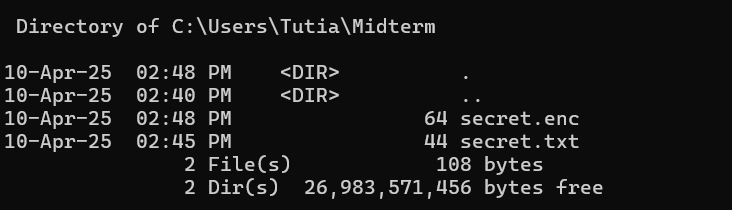 Directory of C:\Users\Tutia\Midterm
10-Apr-25  02:48 PM    <DIR>          .
10-Apr-25  02:40 PM    <DIR>          ..
10-Apr-25  02:48 PM                64 secret.enc
10-Apr-25  02:45 PM                44 secret.txt
               2 File(s)            108 bytes
               2 Dir(s)  26,983,571,456 bytes free